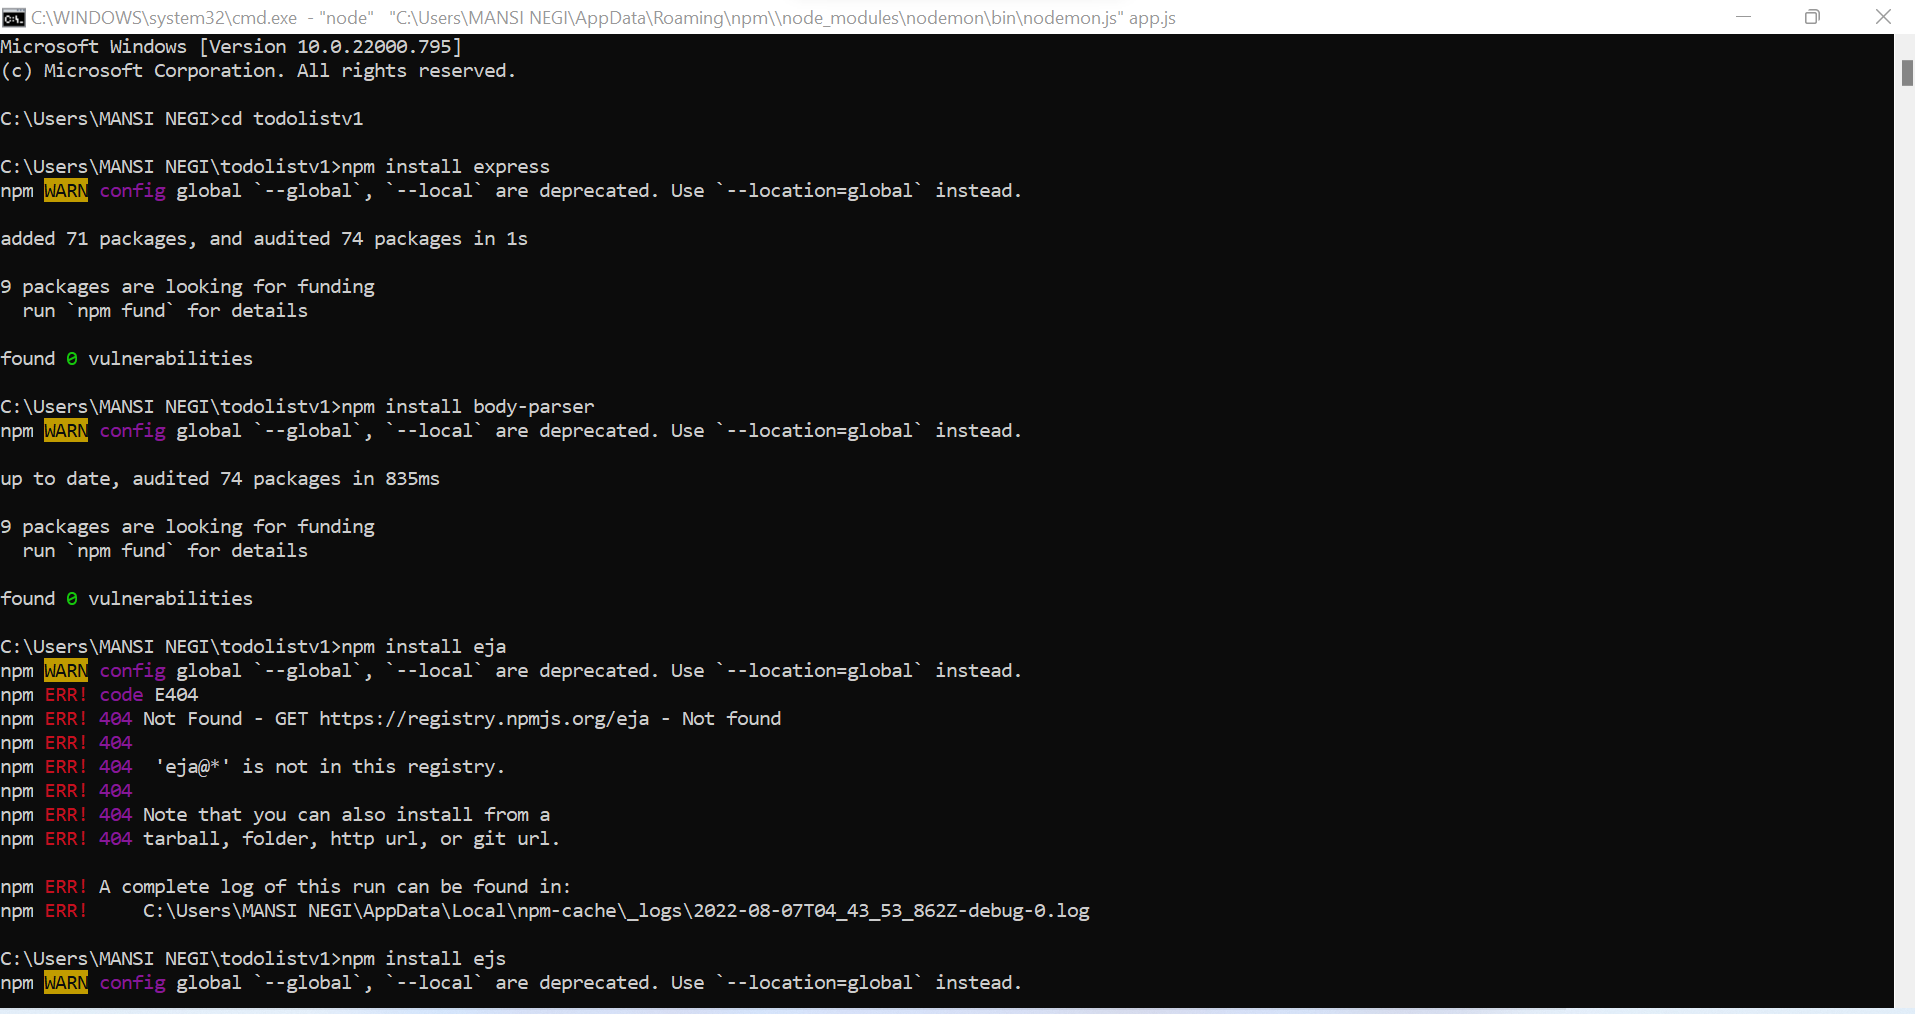 C:\WINDOWS\system32\cmd.exe - "node" "C:\Users\MANSI NEGI\AppData\Roaming\npm\\node_modules\nodemon\bin\nodemon.js" app.js
Microsoft Windows [Version 10.0.22000.795]
(c) Microsoft Corporation. All rights reserved.
C:\Users\MANSI NEGI>cd todolistv1
C:\Users\MANSI NEGI\todolistv1>npm install express
npm WARN config global `--global`, `--local` are deprecated. Use `--location=global` instead.
added 71 packages, and audited 74 packages in 1s
9 packages are looking for funding
  run `npm fund` for details
found 0 vulnerabilities
C:\Users\MANSI NEGI\todolistv1>npm install body-parser
npm WARN config global `--global`, `--local` are deprecated. Use `--location=global` instead.
up to date, audited 74 packages in 835ms
9 packages are looking for funding
  run `npm fund` for details
found 0 vulnerabilities
C:\Users\MANSI NEGI\todolistv1>npm install eja
npm WARN config global `--global`, `--local` are deprecated. Use `--location=global` instead.
npm ERR! code E404
npm ERR! 404 Not Found - GET https://registry.npmjs.org/eja - Not found
npm ERR! 404
npm ERR! 404  'eja@*' is not in this registry.
npm ERR! 404
npm ERR! 404 Note that you can also install from a
npm ERR! 404 tarball, folder, http url, or git url.
npm ERR! A complete log of this run can be found in:
npm ERR!     C:\Users\MANSI NEGI\AppData\Local\npm-cache\_logs\2022-08-07T04_43_53_862Z-debug-0.log
C:\Users\MANSI NEGI\todolistv1>npm install ejs
npm WARN config global `--global`, `--local` are deprecated. Use `--location=global` instead.